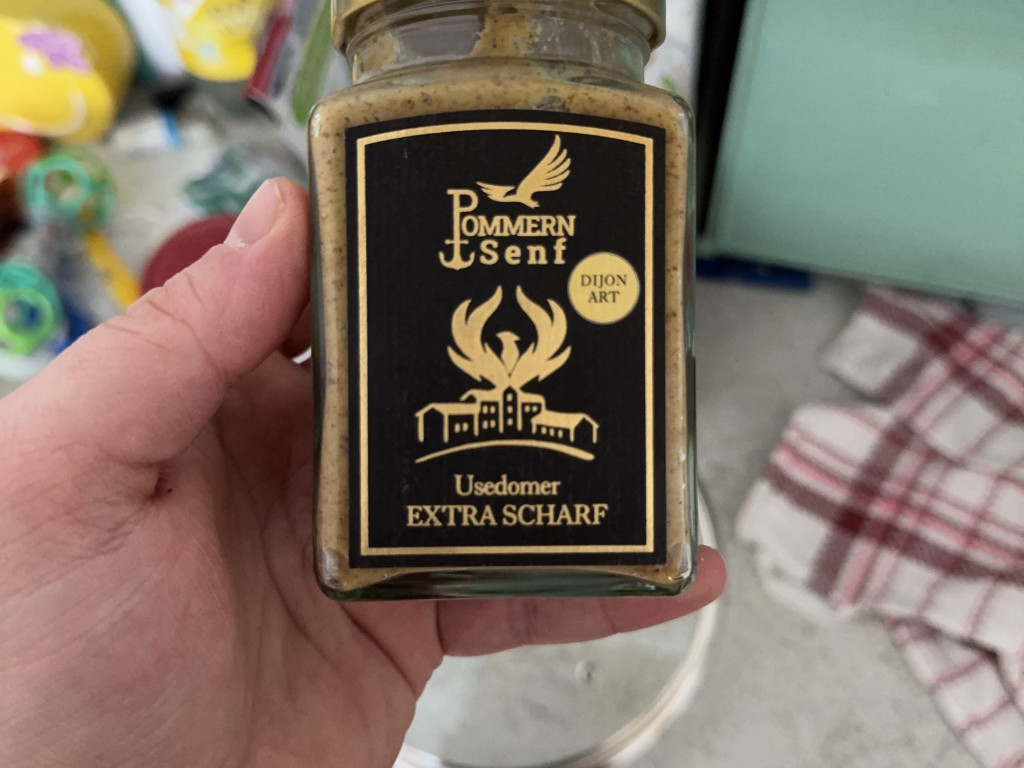 POMMERN
Senf
DIJON
ART
Usedomer
EXTRA SCHARF